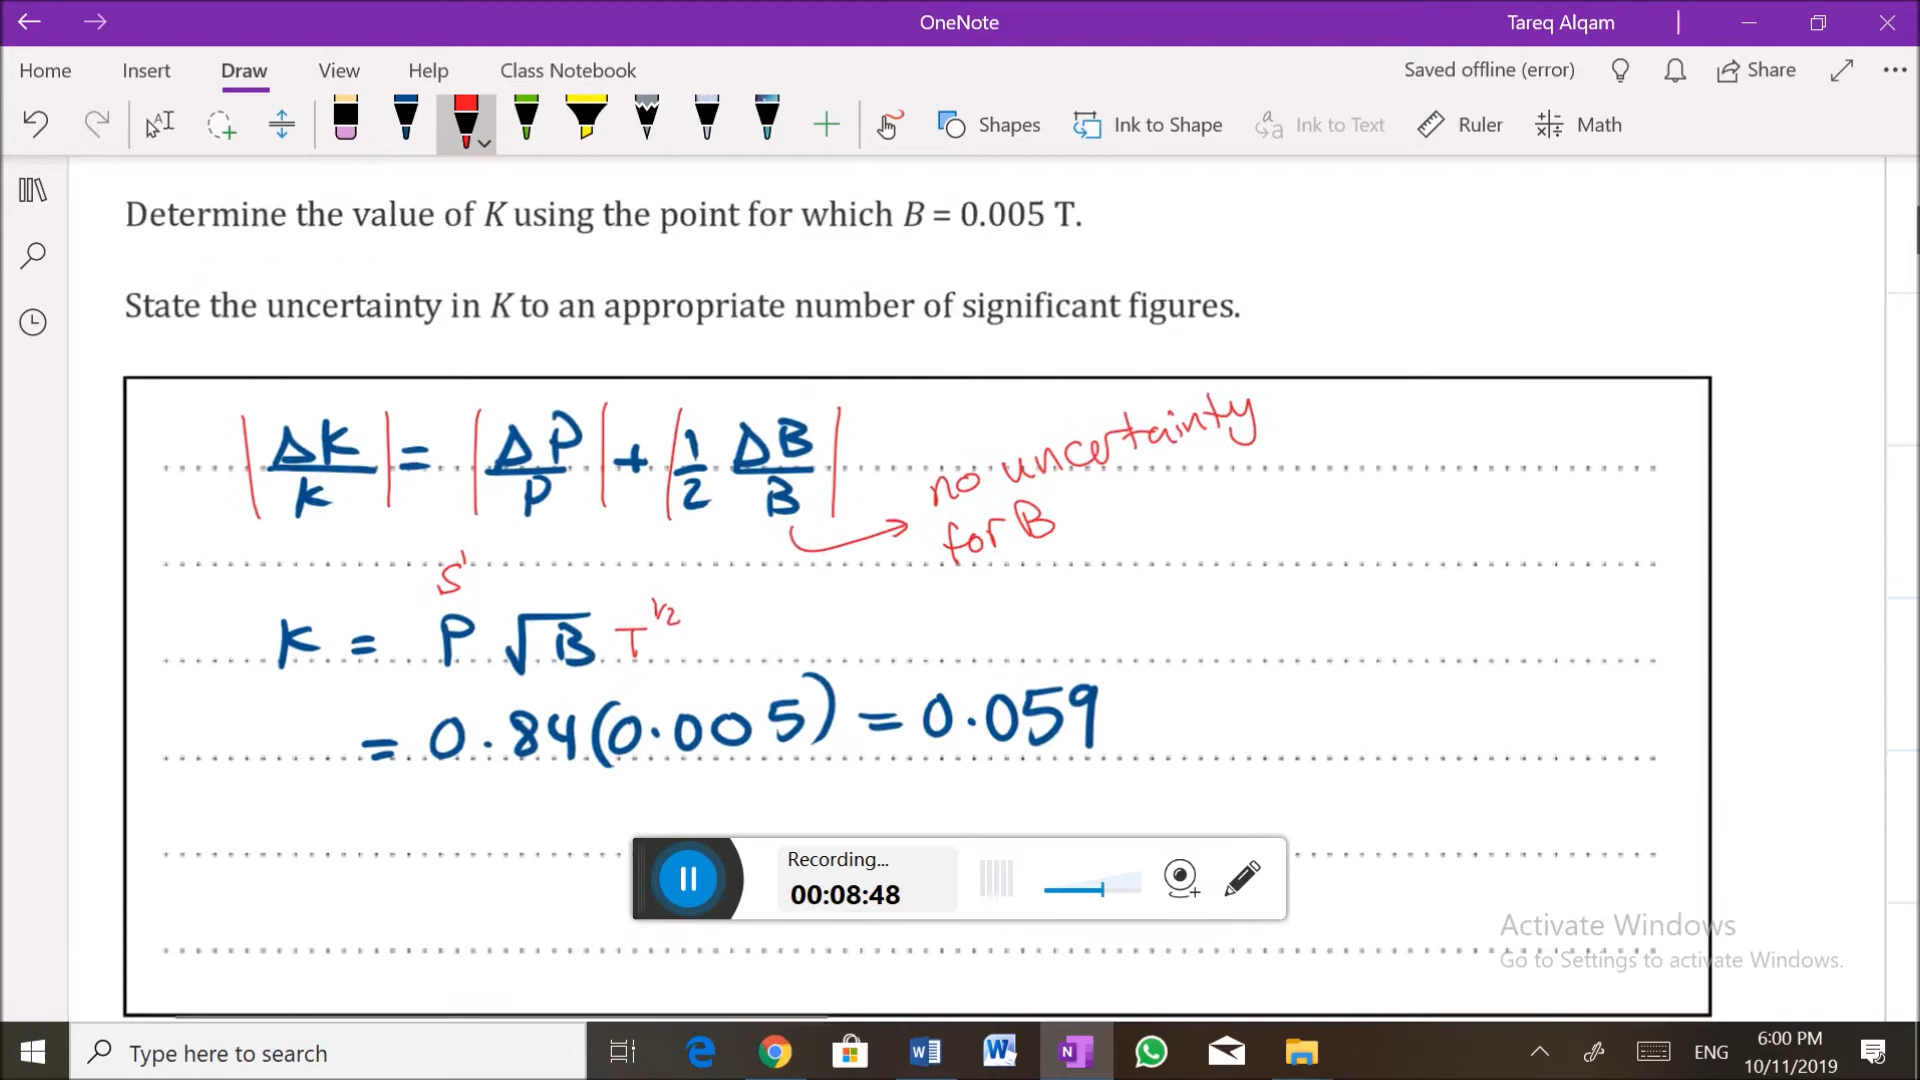 OneNote
Tareq Alqam
Home Insert Draw View Help Class Notebook
Saved offline (error)
Share
Shapes
Ink to Shape
Ink to Text
Ruler
Math
Determine the value of K using the point for which B = 0.005 T.
State the uncertainty in K to an appropriate number of significant figures.
|ΔK/K| = |ΔP/P| + |1/2 ΔB/B|
no uncertainty
for B
s¹
K = P √B T^1/2
= 0.84(0.005) = 0.059
Recording...
00:08:48
Activate Windows
Go to Settings to activate Windows.
Type here to search
ENG
6:00 PM
10/11/2019